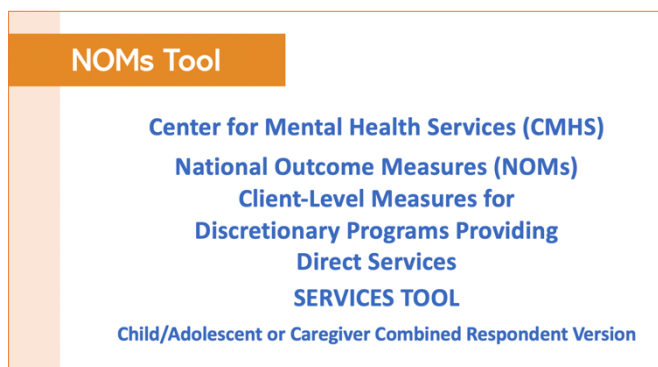 NOMs Tool
Center for Mental Health Services (CMHS)
National Outcome Measures (NOMs)
Client-Level Measures for
Discretionary Programs Providing
Direct Services
SERVICES TOOL
Child/Adolescent or Caregiver Combined Respondent Version